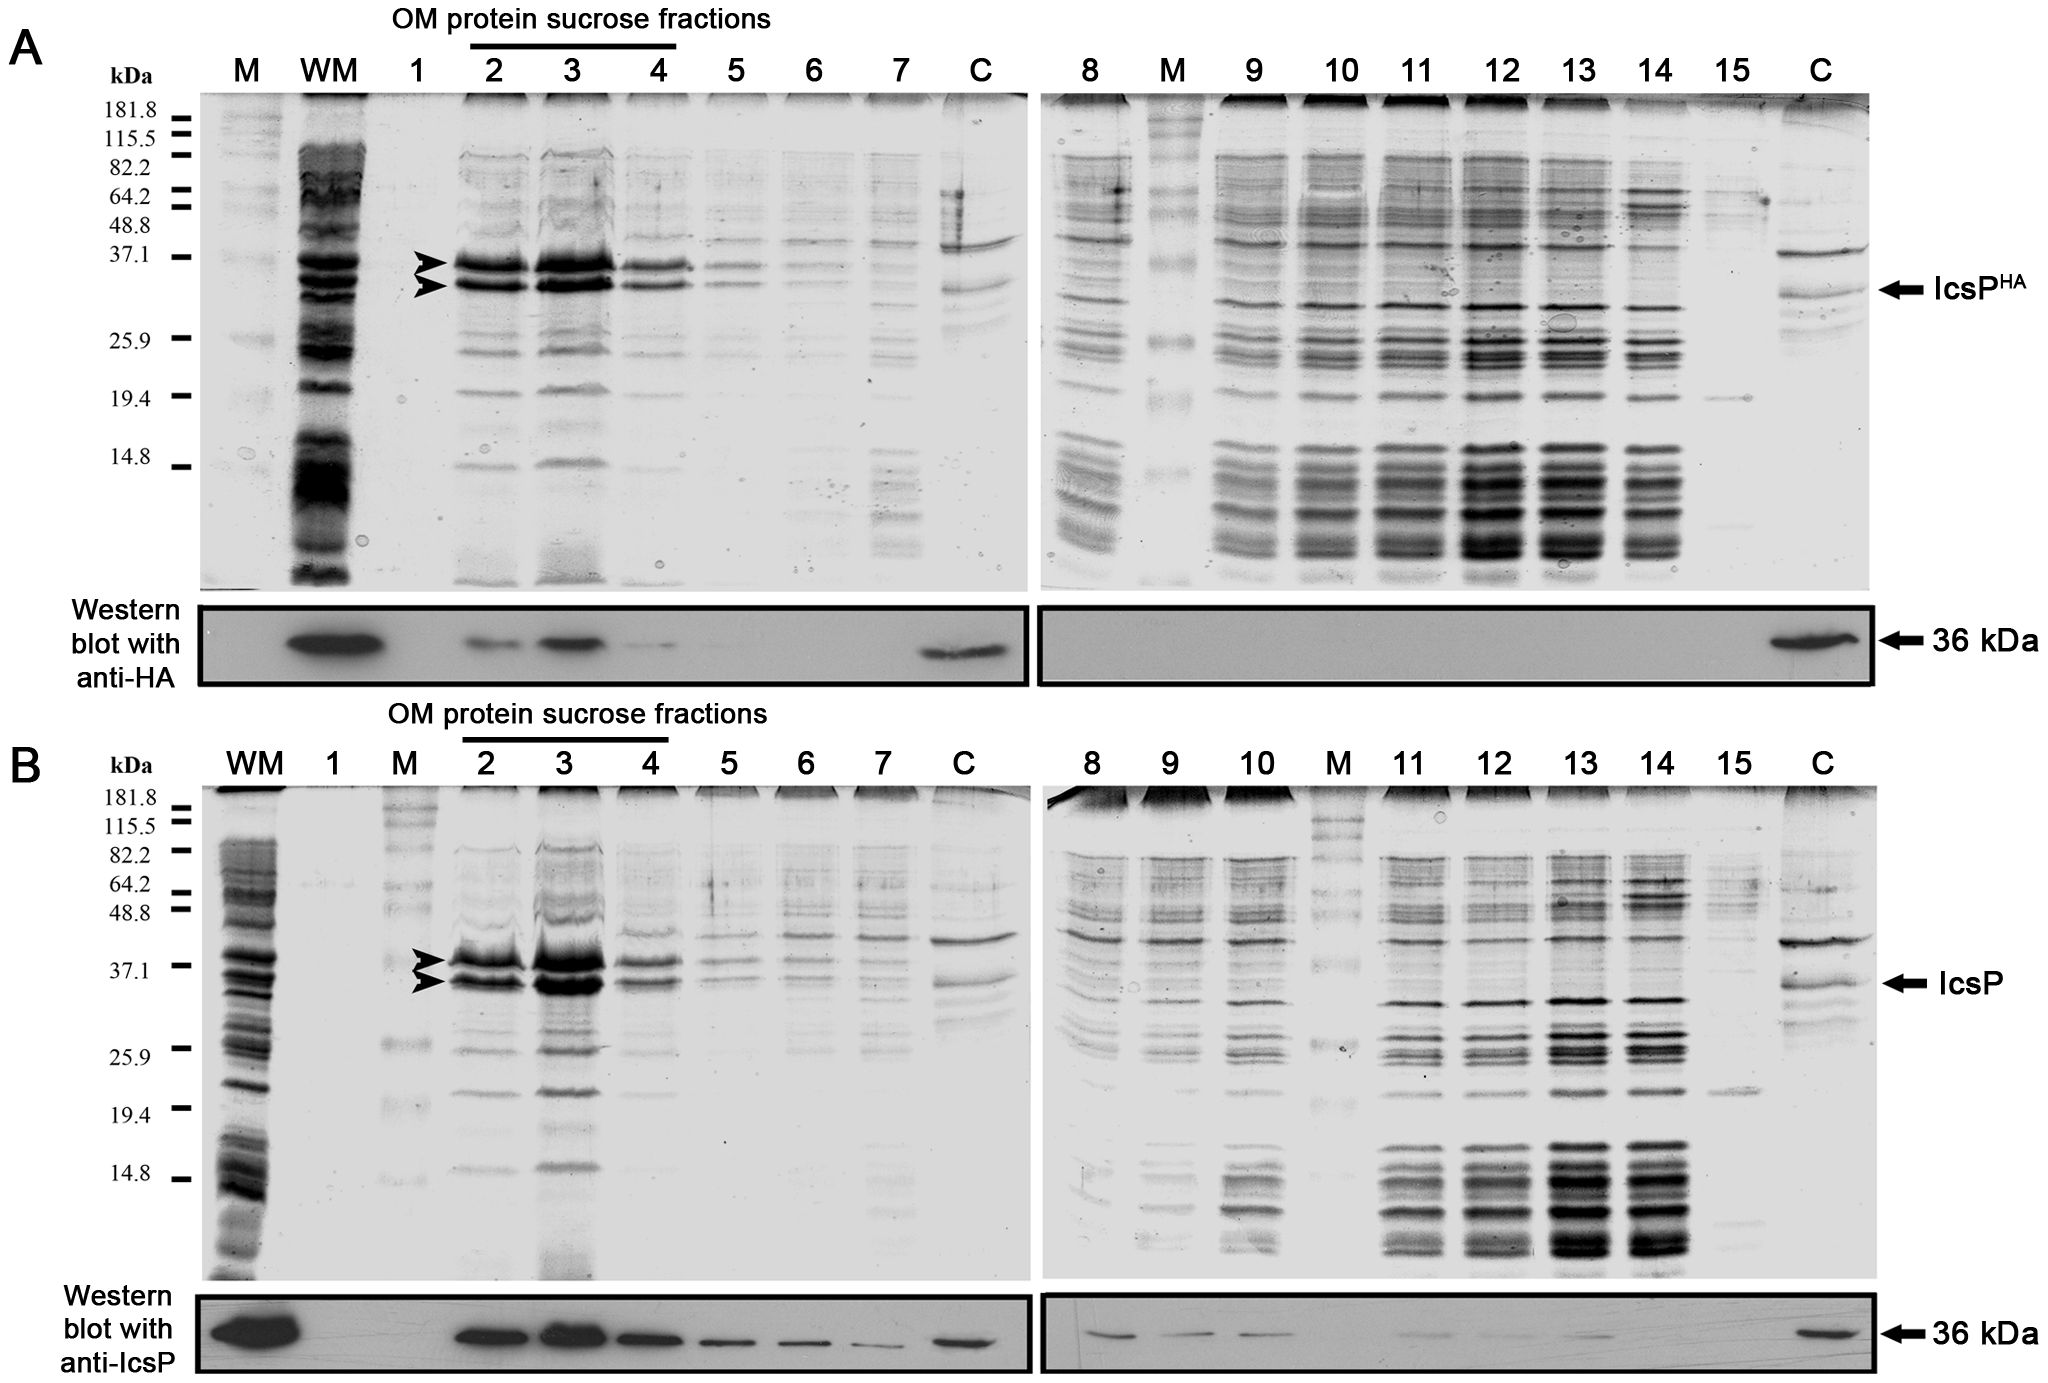 OM protein sucrose fractions
A
kDa M WM 1 2 3 4 5 6 7 C 8 M 9 10 11 12 13 14 15 C
181.8
115.5
82.2
64.2
48.8
37.1
25.9
19.4
14.8
IcsPHA
Western
blot with
anti-HA
36 kDa
OM protein sucrose fractions
B
kDa WM 1 M 2 3 4 5 6 7 C 8 9 10 M 11 12 13 14 15 C
181.8
115.5
82.2
64.2
48.8
37.1
25.9
19.4
14.8
IcsP
Western
blot with
anti-IcsP
36 kDa